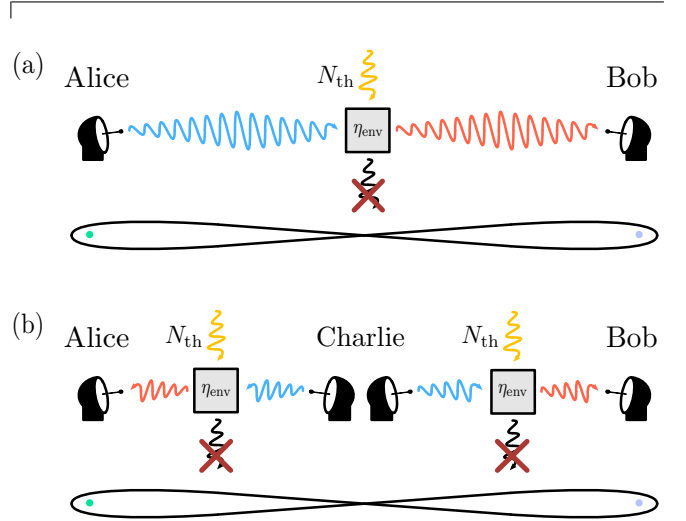 (a) Alice N_th Bob
η_env
(b) Alice N_th Charlie N_th Bob
η_env η_env